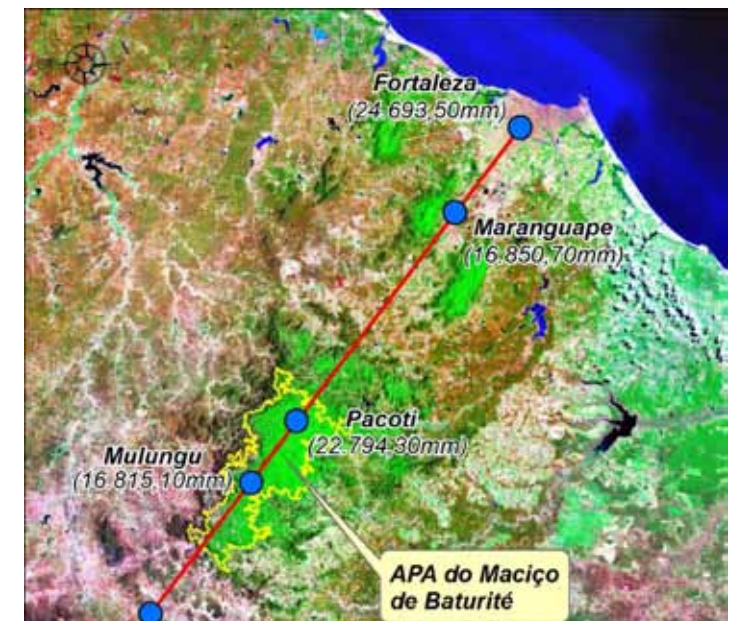 Fortaleza
(24.693,50mm)
Maranguape
(16.850,70mm)
Pacoti
(22.794,30mm)
Mulungu
(16.815,10mm)
APA do Maciço
de Baturité